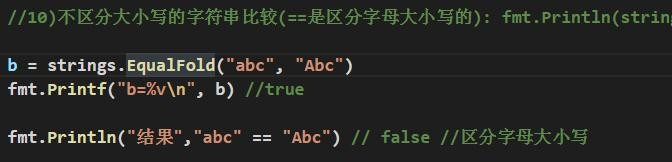 //10)不区分大小写的字符串比较(==是区分字母大小写的): fmt.Println(string
b = strings.EqualFold("abc", "Abc")
fmt.Printf("b=%v\n", b) //true
fmt.Println("结果","abc" == "Abc") // false //区分字母大小写